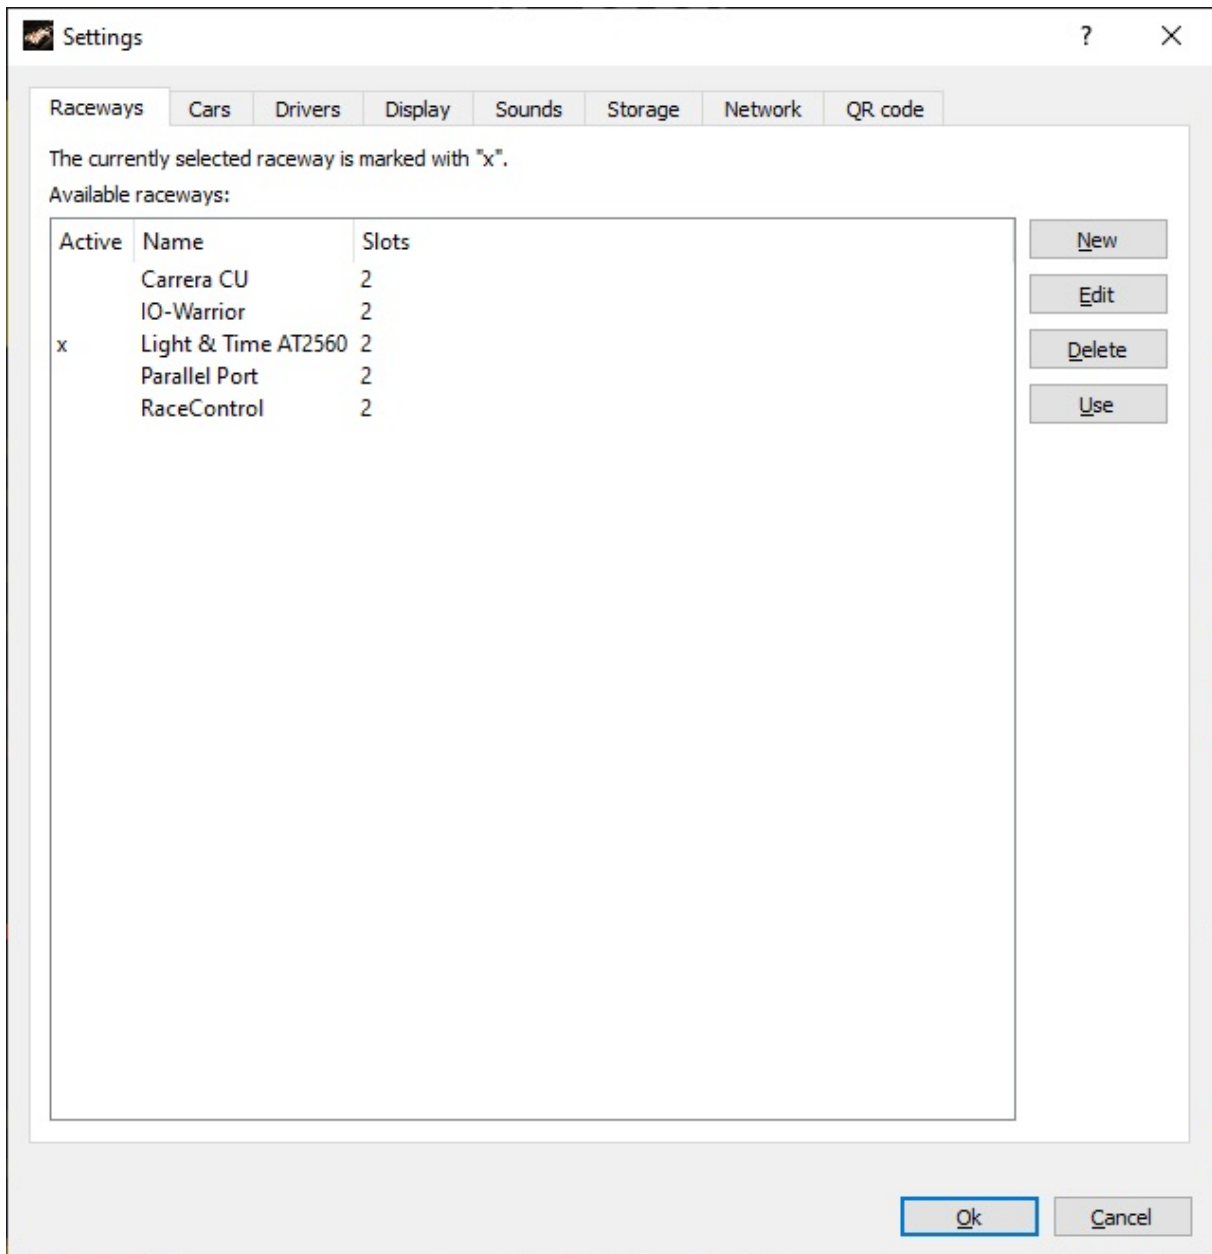 Settings ?
Raceways Cars Drivers Display Sounds Storage Network QR code
The currently selected raceway is marked with "x".
Available raceways:
Active Name Slots
Carrera CU 2
IO-Warrior 2
x Light & Time AT2560 2
Parallel Port 2
RaceControl 2
New
Edit
Delete
Use
Ok Cancel